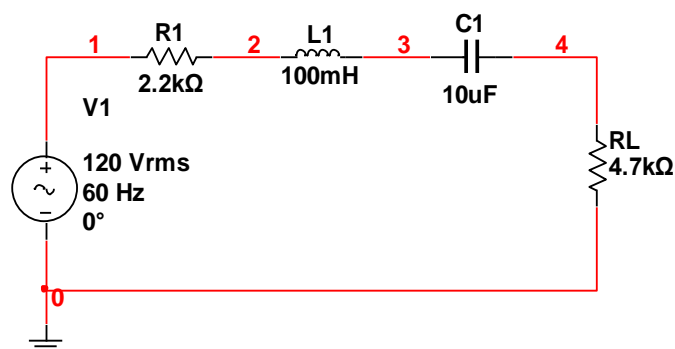 R1
L1
C1
1
2
3
4
2.2kΩ
100mH
10uF
V1
120 Vrms
60 Hz
0°
RL
4.7kΩ
0